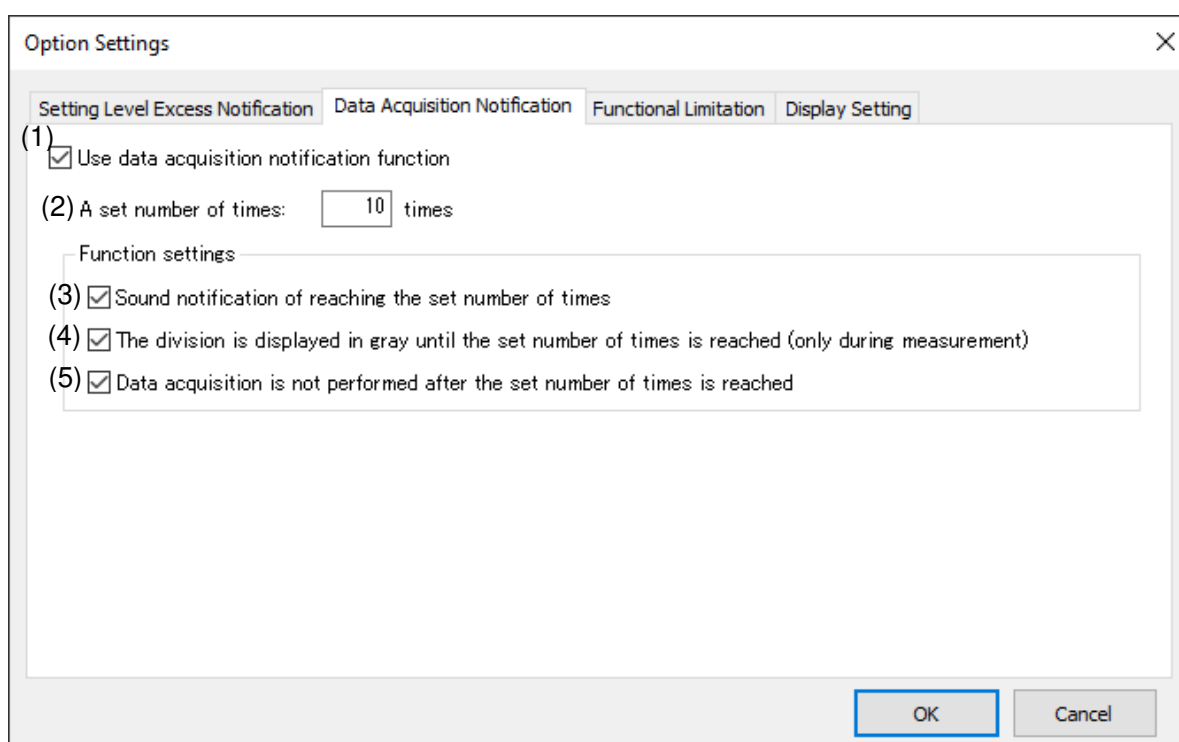 Option Settings
Setting Level Excess Notification Data Acquisition Notification Functional Limitation Display Setting
(1)
Use data acquisition notification function
(2) A set number of times: 10 times
Function settings
(3) Sound notification of reaching the set number of times
(4) The division is displayed in gray until the set number of times is reached (only during measurement)
(5) Data acquisition is not performed after the set number of times is reached
OK Cancel